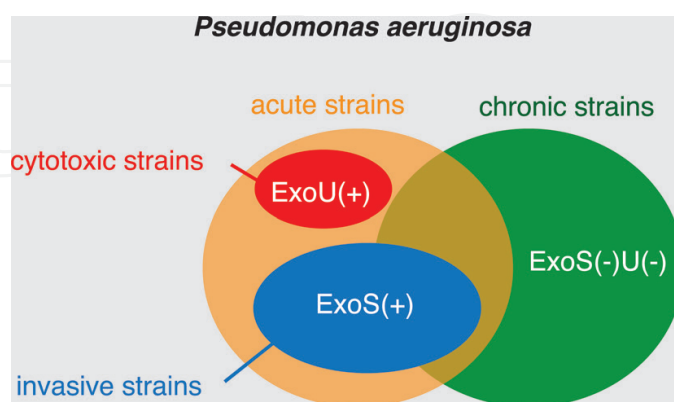 Pseudomonas aeruginosa
acute strains
chronic strains
cytotoxic strains
ExoU(+)
ExoS(-)U(-)
ExoS(+)
invasive strains